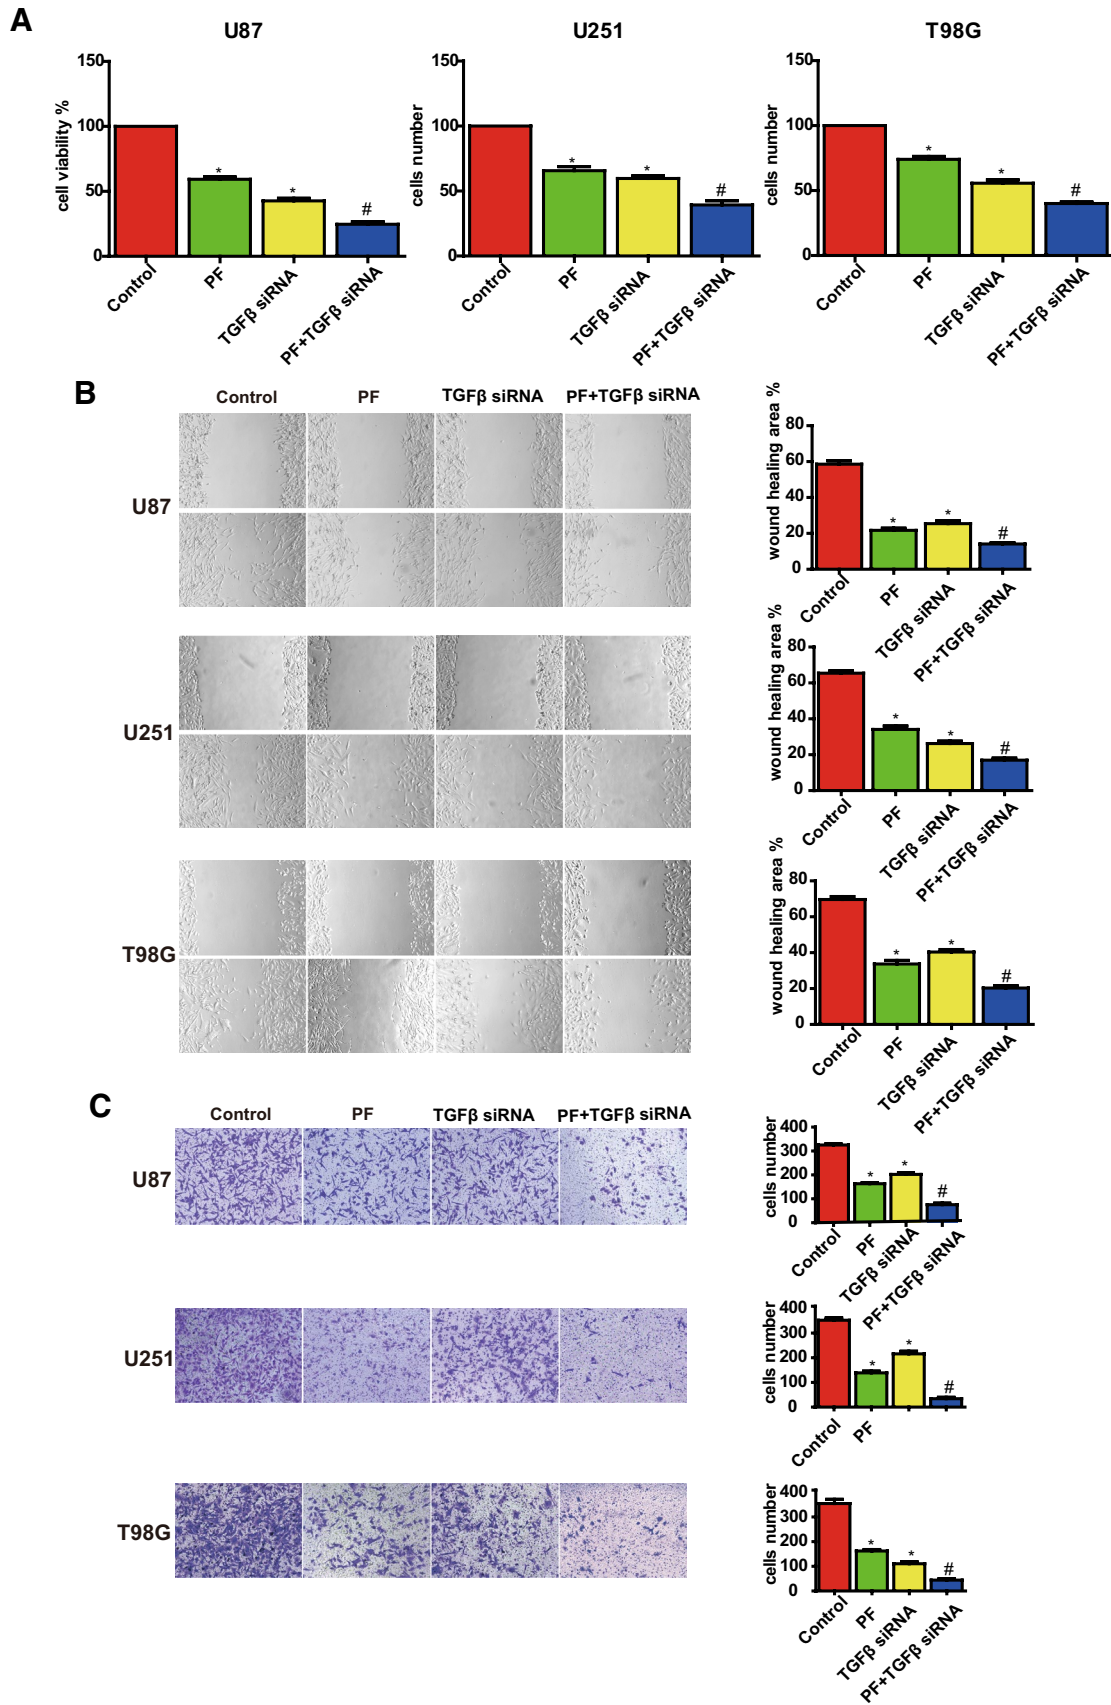 A
U87
U251
T98G
cell viability %
150
100
50
0
*
*
#
Control
PF
TGFβ siRNA
PF+TGFβ siRNA
cells number
150
100
50
0
*
*
#
Control
PF
TGFβ siRNA
PF+TGFβ siRNA
cells number
150
100
50
0
*
*
#
Control
PF
TGFβ siRNA
PF+TGFβ siRNA
B
Control
PF
TGFβ siRNA
PF+TGFβ siRNA
U87
wound healing area %
80
60
40
20
0
*
*
#
Control
PF
TGFβ siRNA
PF+TGFβ siRNA
U251
wound healing area %
80
60
40
20
0
*
*
#
Control
PF
TGFβ siRNA
PF+TGFβ siRNA
T98G
wound healing area %
80
60
40
20
0
*
*
#
Control
PF
TGFβ siRNA
PF+TGFβ siRNA
C
Control
PF
TGFβ siRNA
PF+TGFβ siRNA
U87
cells number
400
300
200
100
0
*
*
#
Control
PF
TGFβ siRNA
PF+TGFβ siRNA
U251
cells number
400
300
200
100
0
*
*
#
Control
PF
T98G
cells number
400
300
200
100
0
*
*
#
Control
PF
TGFβ siRNA
PF+TGFβ siRNA